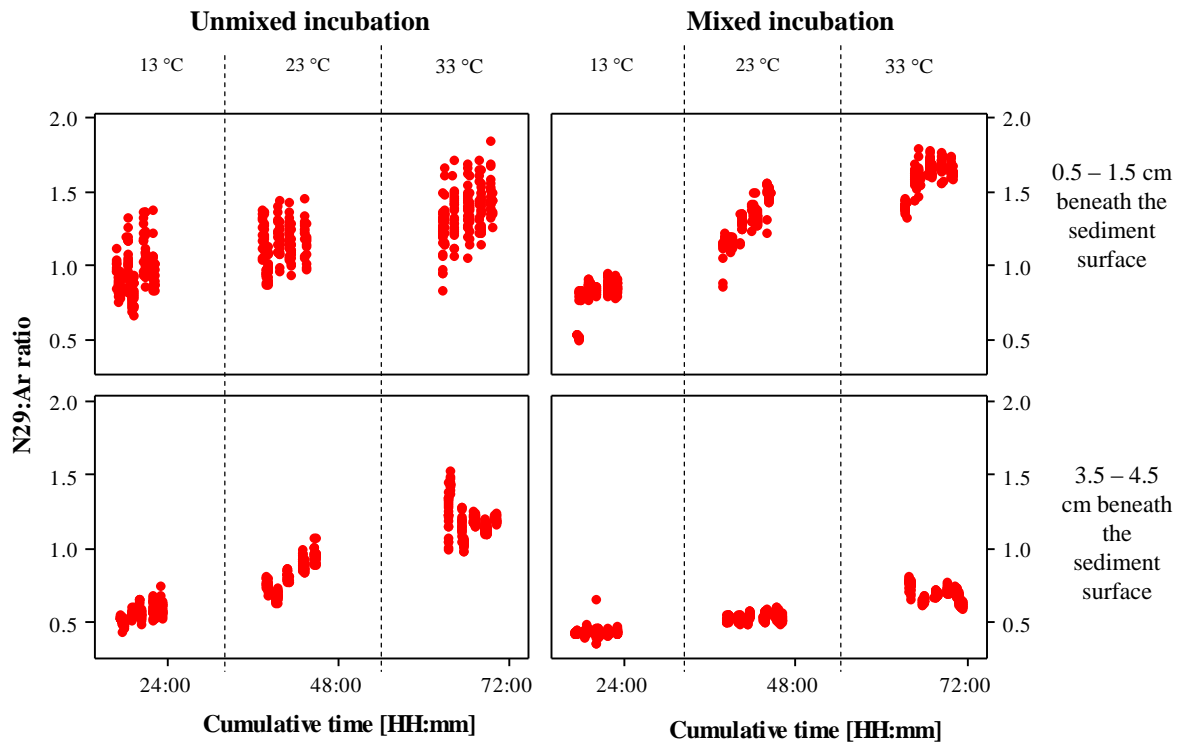 Unmixed incubation
Mixed incubation
13 °C
23 °C
33 °C
13 °C
23 °C
33 °C
N29:Ar ratio
2.0
1.5
1.0
0.5
2.0
1.5
1.0
0.5
0.5 – 1.5 cm
beneath the
sediment
surface
2.0
1.5
1.0
0.5
2.0
1.5
1.0
0.5
3.5 – 4.5
cm beneath
the
sediment
surface
24:00
48:00
72:00
24:00
48:00
72:00
Cumulative time [HH:mm]
Cumulative time [HH:mm]